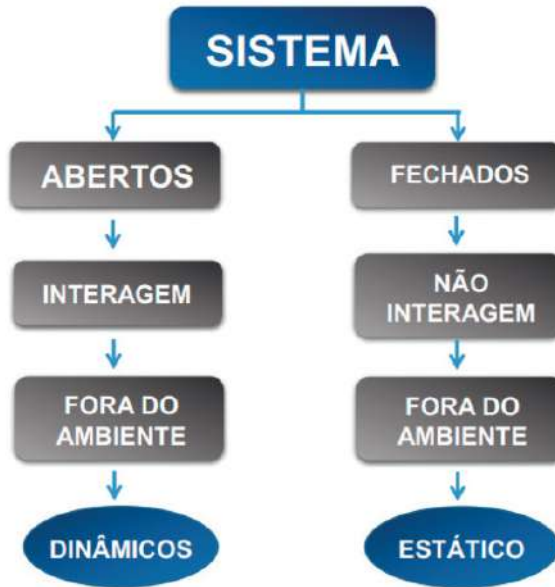 SISTEMA
ABERTOS
INTERAGEM
FORA DO
AMBIENTE
DINÂMICOS
FECHADOS
NÃO
INTERAGEM
FORA DO
AMBIENTE
ESTÁTICO